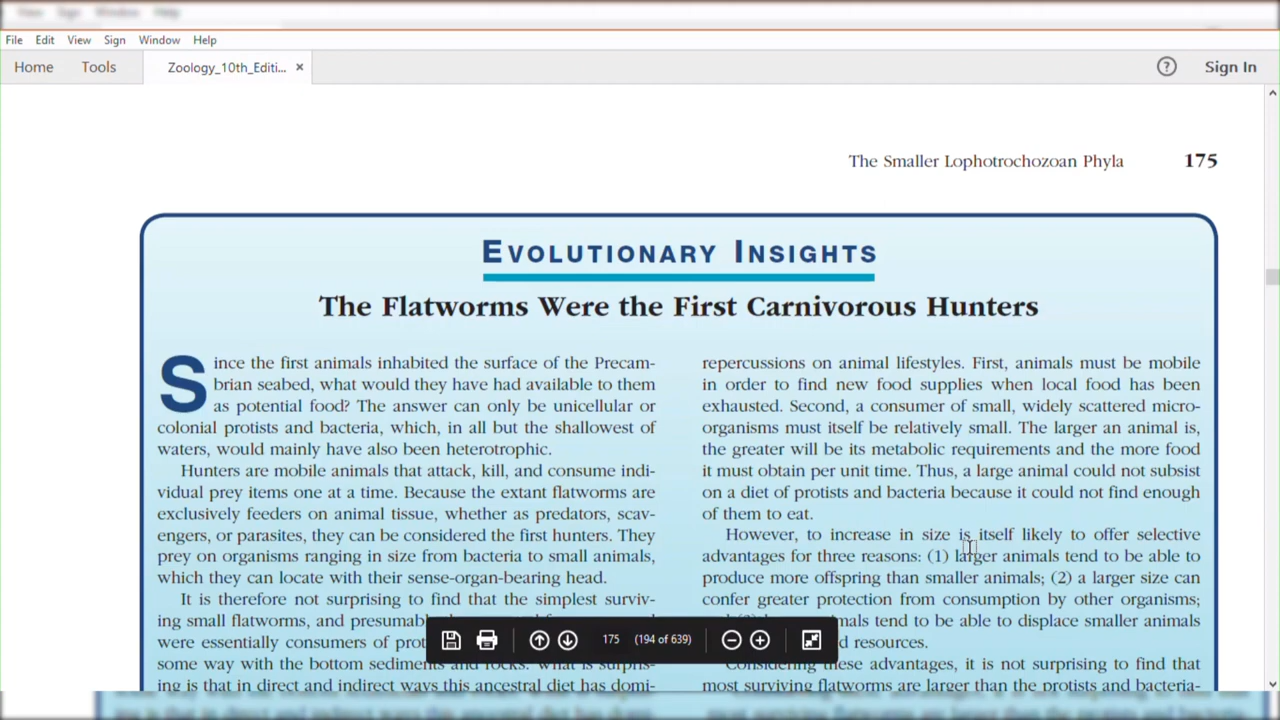 View Sign Window Help
File Edit View Sign Window Help
Home Tools Zoology_10th_Editi... × ? Sign In
The Smaller Lophotrochozoan Phyla 175
EVOLUTIONARY INSIGHTS
The Flatworms Were the First Carnivorous Hunters
Since the first animals inhabited the surface of the Precam-
brian seabed, what would they have had available to them
as potential food? The answer can only be unicellular or
colonial protists and bacteria, which, in all but the shallowest of
waters, would mainly have also been heterotrophic.
Hunters are mobile animals that attack, kill, and consume indi-
vidual prey items one at a time. Because the extant flatworms are
exclusively feeders on animal tissue, whether as predators, scav-
engers, or parasites, they can be considered the first hunters. They
prey on organisms ranging in size from bacteria to small animals,
which they can locate with their sense-organ-bearing head.
It is therefore not surprising to find that the simplest surviv-
ing small flatworms, and
were essentially consumers of
some way with the bottom sediments and rocks. What is surpris-
ing is that in direct and indirect ways this ancestral diet has domi-
repercussions on animal lifestyles. First, animals must be mobile
in order to find new food supplies when local food has been
exhausted. Second, a consumer of small, widely scattered micro-
organisms must itself be relatively small. The larger an animal is,
the greater will be its metabolic requirements and the more food
it must obtain per unit time. Thus, a large animal could not subsist
on a diet of protists and bacteria because it could not find enough
of them to eat.
However, to increase in size is itself likely to offer selective
advantages for three reasons: (1) larger animals tend to be able to
produce more offspring than smaller animals; (2) a larger size can
confer greater protection from consumption by other organisms;
tend to be able to displace smaller animals
resources.
Considering these advantages, it is not surprising to find that
most surviving flatworms are larger than the protists and bacteria-
175 (194 of 639)